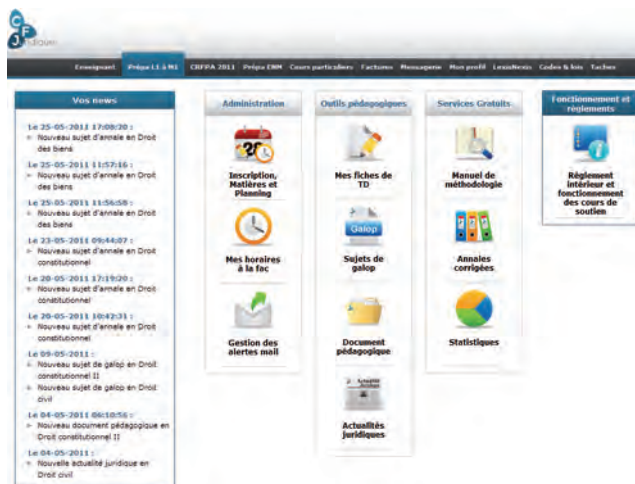 C
F
Juridiques
Enseignant Prépa L1 à M1 CRFPA 2011 Prépa ENM Cours particuliers Factures Messagerie Mon profil LexisNexis Codes & lois Taches
Vos news
Le 25-05-2011 17:08:20 :
Nouveau sujet d'annale en Droit
des biens
Le 25-05-2011 11:57:16 :
Nouveau sujet d'annale en Droit
des biens
Le 25-05-2011 11:56:58 :
Nouveau sujet d'annale en Droit
des biens
Le 23-05-2011 09:44:07 :
Nouveau sujet d'annale en Droit
constitutionnel
Le 20-05-2011 17:19:20 :
Nouveau sujet d'annale en Droit
constitutionnel
Le 20-05-2011 10:42:31 :
Nouveau sujet d'annale en Droit
constitutionnel
Le 09-05-2011 :
Nouveau sujet de galop en Droit
constitutionnel II
Nouveau sujet de galop en Droit
civil
Le 04-05-2011 06:10:56 :
Nouveau document pédagogique en
Droit constitutionnel II
Le 04-05-2011 :
Nouvelle actualité juridique en
Droit civil
Administration
28
Inscription,
Matières et
Planning
Mes horaires
à la fac
Gestion des
alertes mail
Outils pédagogiques
Mes fiches de
TD
Galop
Sujets de
galop
Document
pédagogique
Actualité
Actualités
juridiques
Services Gratuits
Manuel de
méthodologie
Annales
corrigées
Statistiques
Fonctionnement et
règlements
Règlement
intérieur et
fonctionnement
des cours de
soutien